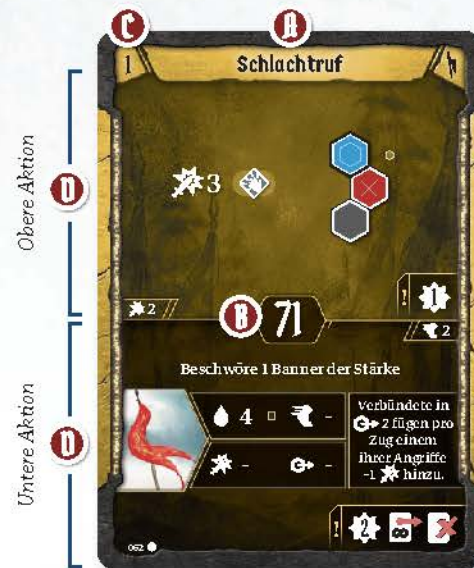 C
A
1
Schlachtruf
Obere Aktion
D
3
1
2
B
71
2
Beschwöre 1 Banner der Stärke
Untere Aktion
D
4
-
-
-
Verbündete in
2 fügen pro
Zug einem
ihrer Angriffe
-1 hinzu.
! 2
062